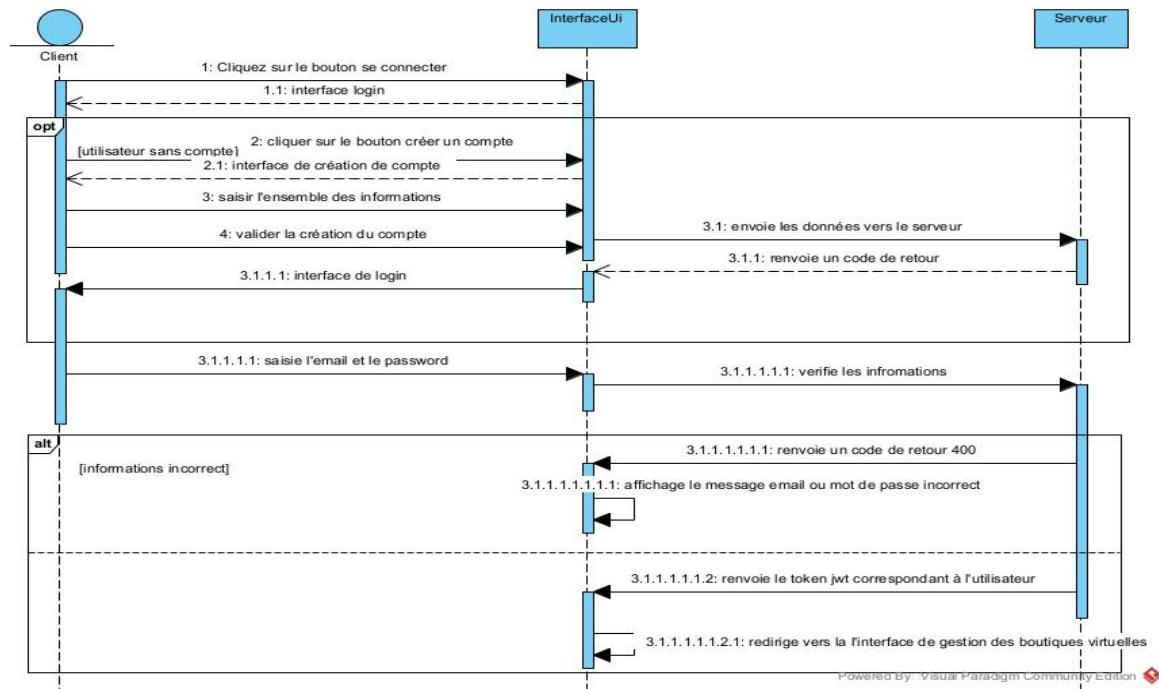 InterfaceUi
Serveur
Client
1: Cliquez sur le bouton se connecter
1.1: interface login
opt
2: cliquer sur le bouton créer un compte
[utilisateur sans compte]
2.1: interface de création de compte
3: saisir l'ensemble des informations
3.1: envoie les données vers le serveur
4: valider la création du compte
3.1.1: renvoie un code de retour
3.1.1.1: interface de login
3.1.1.1.1: saisie l'email et le password
3.1.1.1.1.1: verifie les infromations
alt
3.1.1.1.1.1.1: renvoie un code de retour 400
[informations incorrect]
3.1.1.1.1.1.1.1: affichage le message email ou mot de passe incorrect
3.1.1.1.1.1.2: renvoie le token jwt correspondant à l'utilisateur
3.1.1.1.1.1.2.1: redirige vers la l'interface de gestion des boutiques virtuelles
Powered By: Visual Paradigm Community Edition